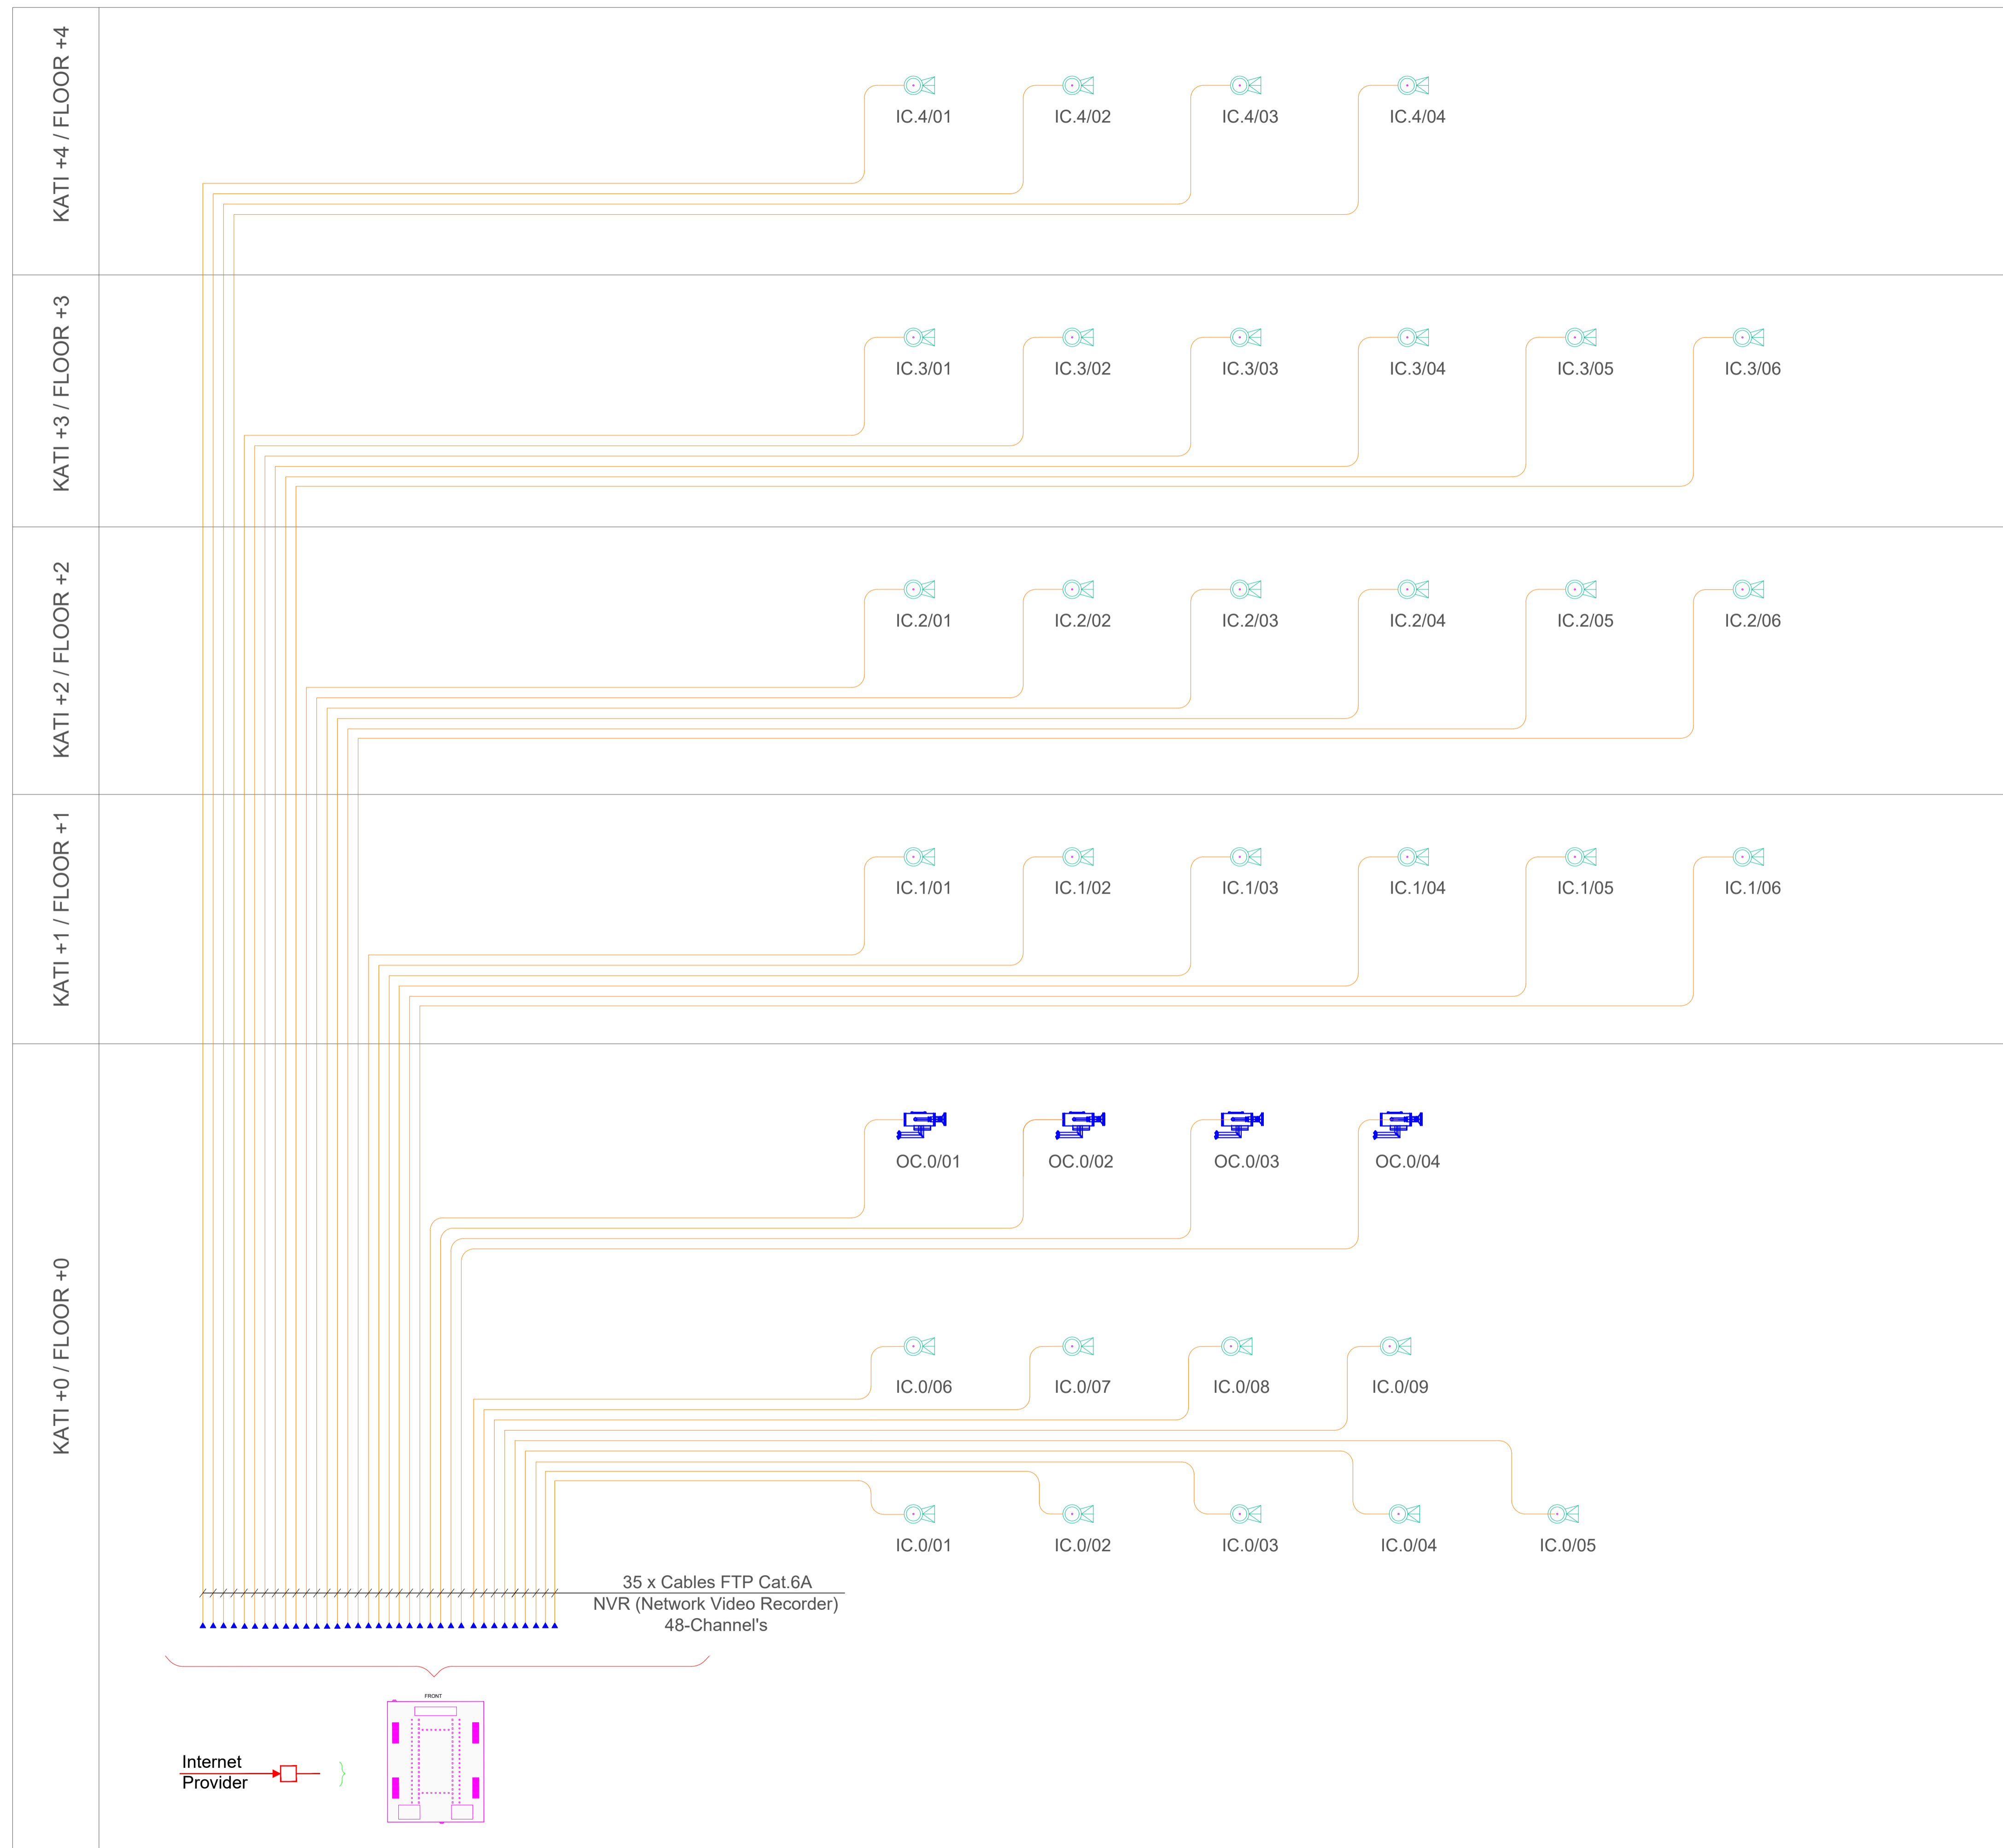 KATI +4 / FLOOR +4
IC.4/01 IC.4/02 IC.4/03 IC.4/04
KATI +3 / FLOOR +3
IC.3/01 IC.3/02 IC.3/03 IC.3/04 IC.3/05 IC.3/06
KATI +2 / FLOOR +2
IC.2/01 IC.2/02 IC.2/03 IC.2/04 IC.2/05 IC.2/06
KATI +1 / FLOOR +1
IC.1/01 IC.1/02 IC.1/03 IC.1/04 IC.1/05 IC.1/06
KATI +0 / FLOOR +0
OC.0/01 OC.0/02 OC.0/03 OC.0/04
IC.0/06 IC.0/07 IC.0/08 IC.0/09
IC.0/01 IC.0/02 IC.0/03 IC.0/04 IC.0/05
35 x Cables FTP Cat.6A
NVR (Network Video Recorder)
48-Channel's
FRONT
Internet
Provider